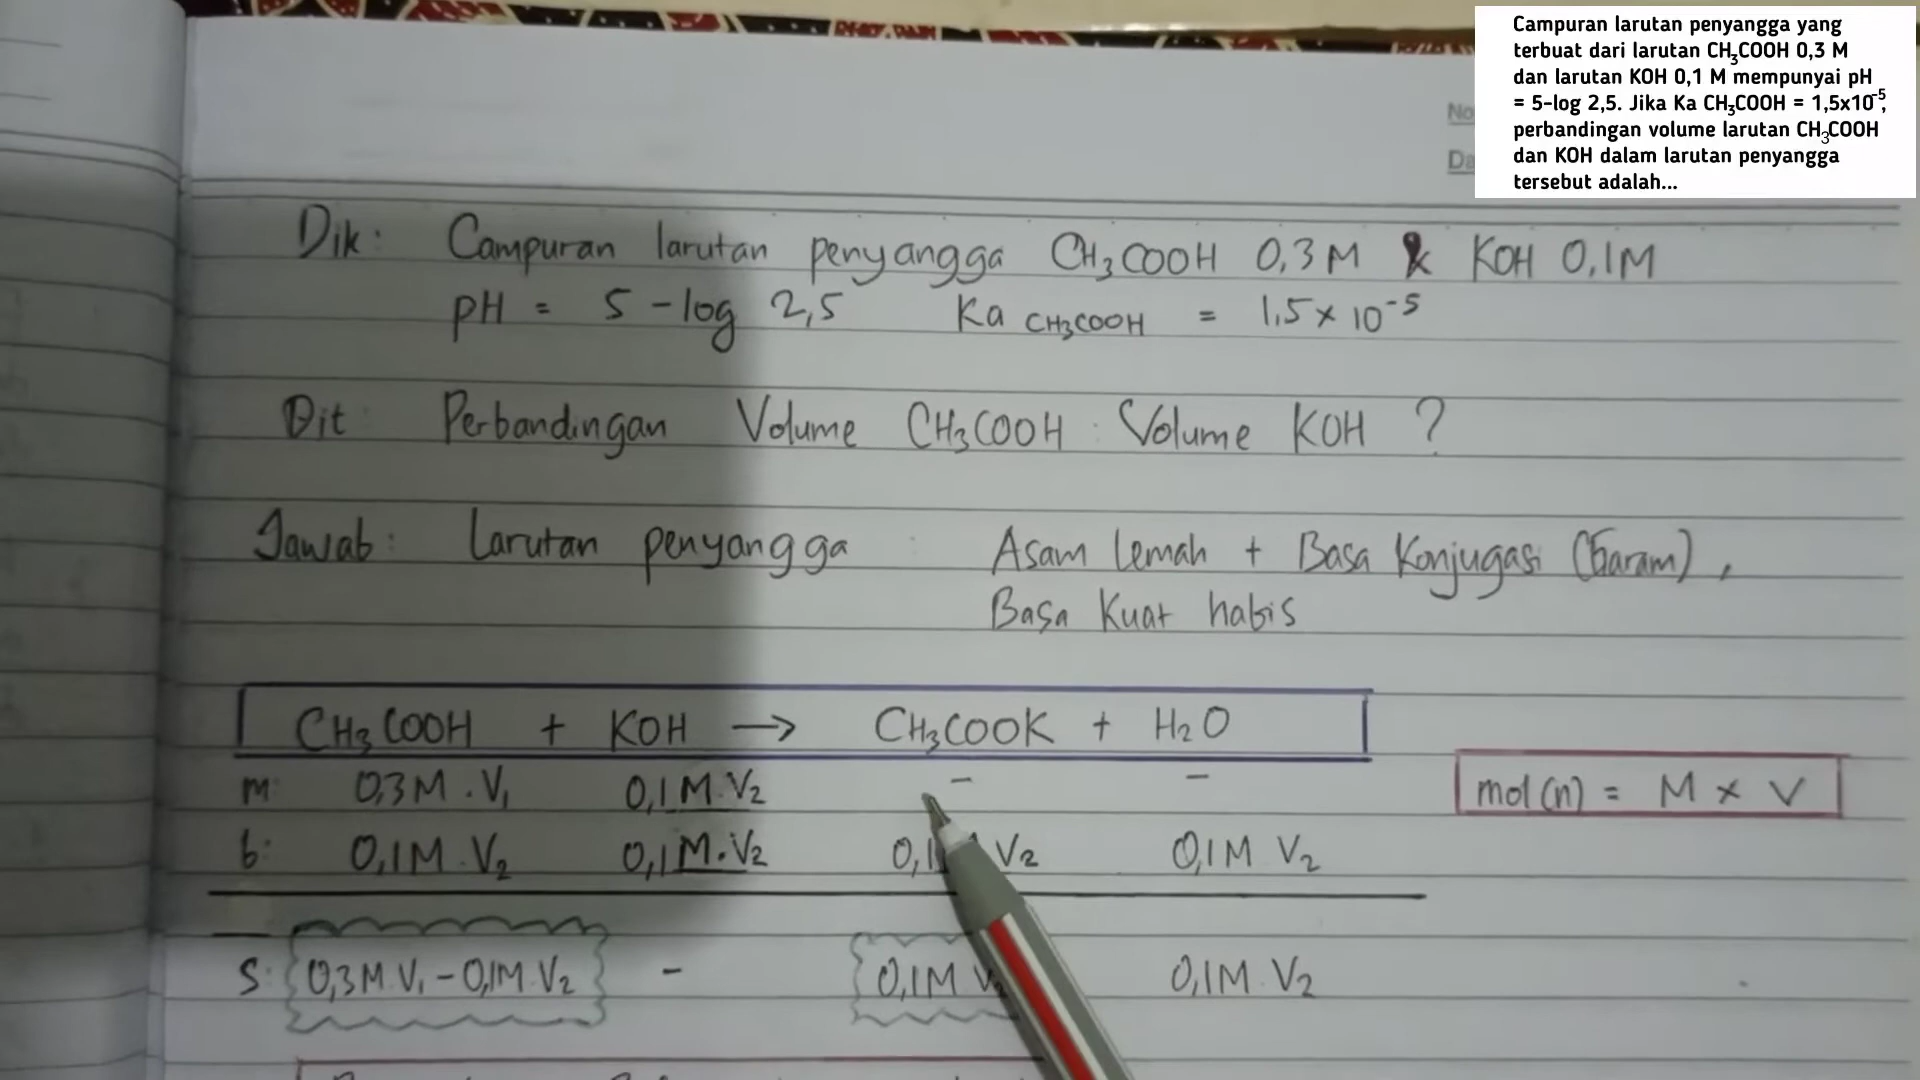 Campuran larutan penyangga yang
terbuat dari larutan CH₃COOH 0,3 M
dan larutan KOH 0,1 M mempunyai pH
= 5-log 2,5. Jika Ka CH₃COOH = 1,5x10⁻⁵,
perbandingan volume larutan CH₃COOH
dan KOH dalam larutan penyangga
tersebut adalah...
No
Da
Dik: Campuran larutan penyangga CH₃COOH 0,3 M & KOH 0,1M
pH = 5 - log 2,5 Ka CH₃COOH = 1,5 × 10⁻⁵
Dit: Perbandingan Volume CH₃COOH : Volume KOH ?
Jawab: Larutan penyangga : Asam lemah + Basa Konjugasi (Garam),
Basa Kuat habis
CH₃COOH + KOH → CH₃COOK + H₂O
m: 0,3M . V₁ 0,1M.V₂ - -
mol (n) = M × V
b: 0,1M . V₂ 0,1M.V₂ 0,1 V₂ 0,1M V₂
S: 0,3M.V₁ - 0,1M.V₂ - 0,1M V₂ 0,1M.V₂